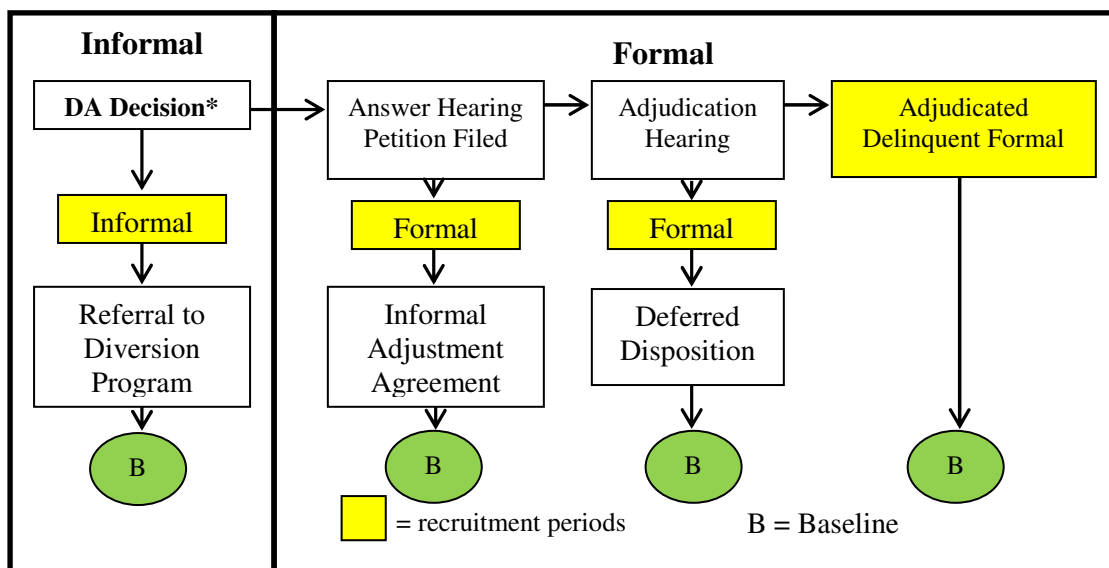 Informal
Formal
DA Decision*
Answer Hearing
Petition Filed
Adjudication
Hearing
Adjudicated
Delinquent Formal
Informal
Formal
Formal
Referral to
Diversion
Program
Informal
Adjustment
Agreement
Deferred
Disposition
B
B
B
B
= recruitment periods
B = Baseline